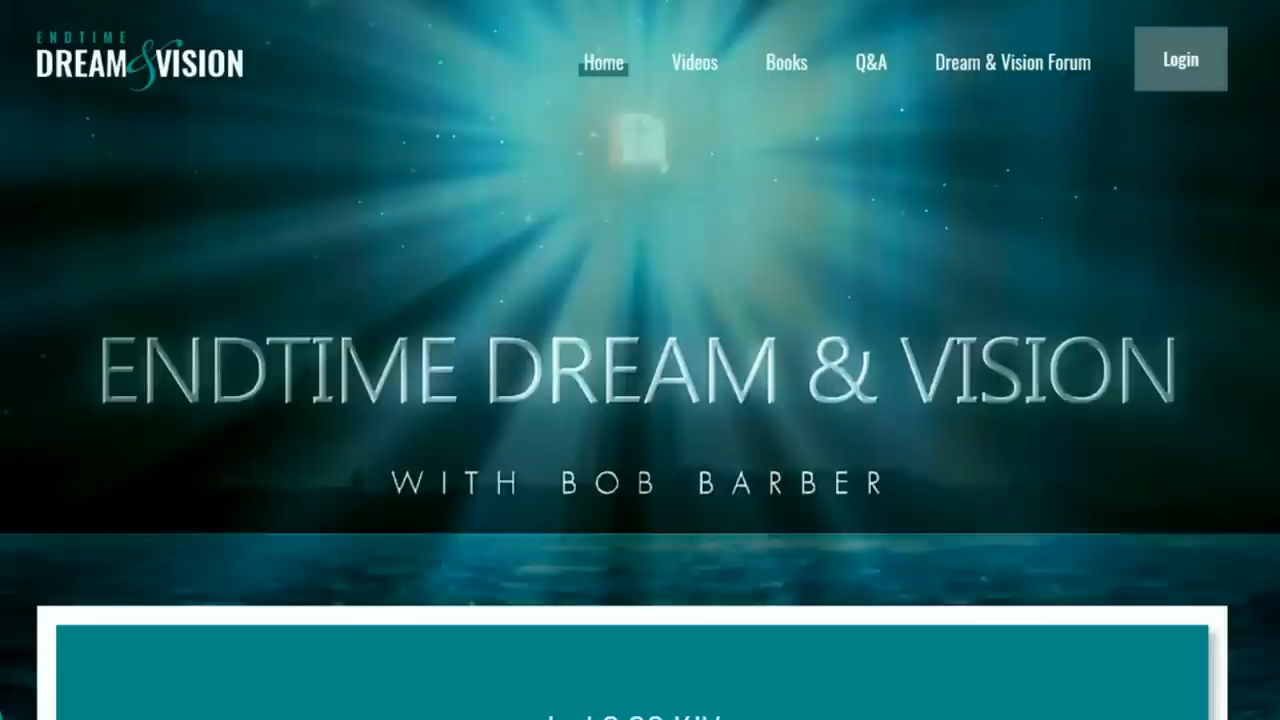 ENDTIME
DREAM & VISION
Home
Videos
Books
Q&A
Dream & Vision Forum
Login
ENDTIME DREAM & VISION
WITH BOB BARBER